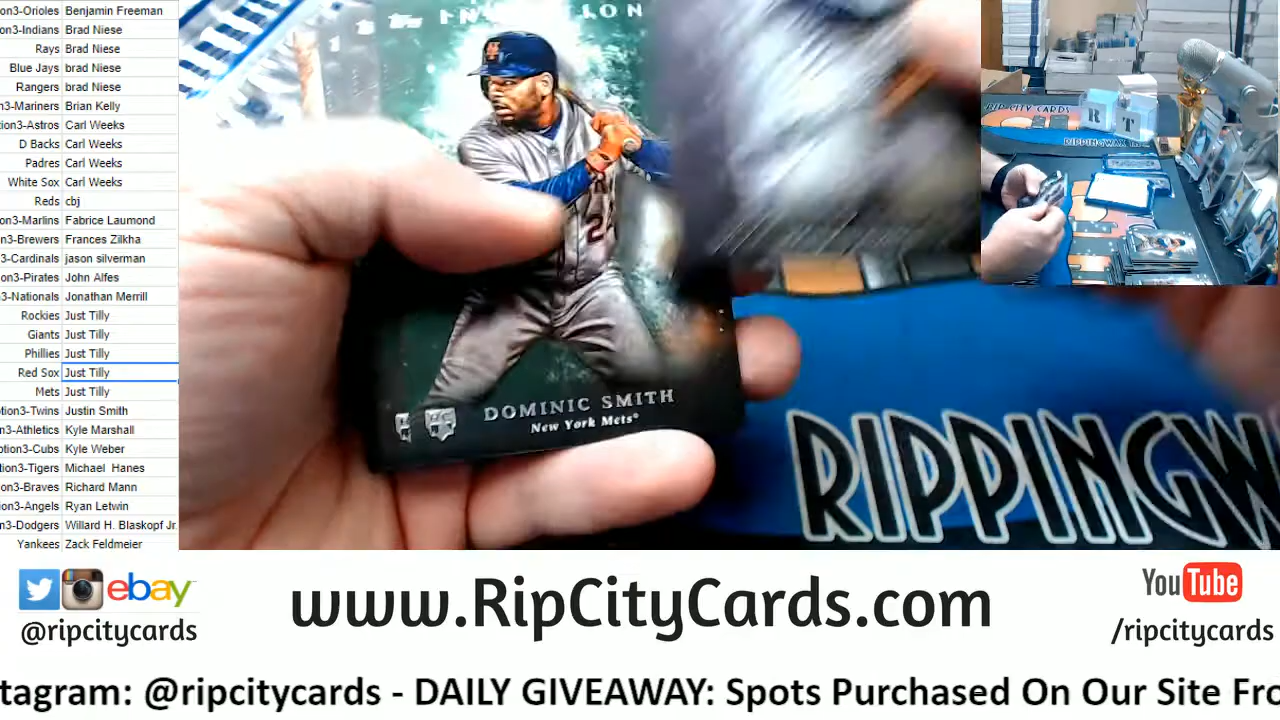 on3-Orioles Benjamin Freeman
on3-Indians Brad Niese
Rays Brad Niese
Blue Jays brad Niese
Rangers brad Niese
n3-Mariners Brian Kelly
tion3-Astros Carl Weeks
D Backs Carl Weeks
Padres Carl Weeks
White Sox Carl Weeks
Reds cbj
on3-Marlins Fabrice Laumond
n3-Brewers Frances Zilkha
3-Cardinals jason silverman
on3-Pirates John Alfes
3-Nationals Jonathan Merrill
Rockies Just Tilly
Giants Just Tilly
Phillies Just Tilly
Red Sox Just Tilly
Mets Just Tilly
tion3-Twins Justin Smith
n3-Athletics Kyle Marshall
ption3-Cubs Kyle Weber
tion3-Tigers Michael Hanes
on3-Braves Richard Mann
on3-Angels Ryan Letwin
n3-Dodgers Willard H. Blaskopf Jr.
Yankees Zack Feldmeier
DOMINIC SMITH
New York Mets
RIPPINGW
RIP CITY CARDS
R T
RIPPINGWAX INC
ebay
@ripcitycards
www.RipCityCards.com
YouTube
/ripcitycards
tagram: @ripcitycards - DAILY GIVEAWAY: Spots Purchased On Our Site Fro